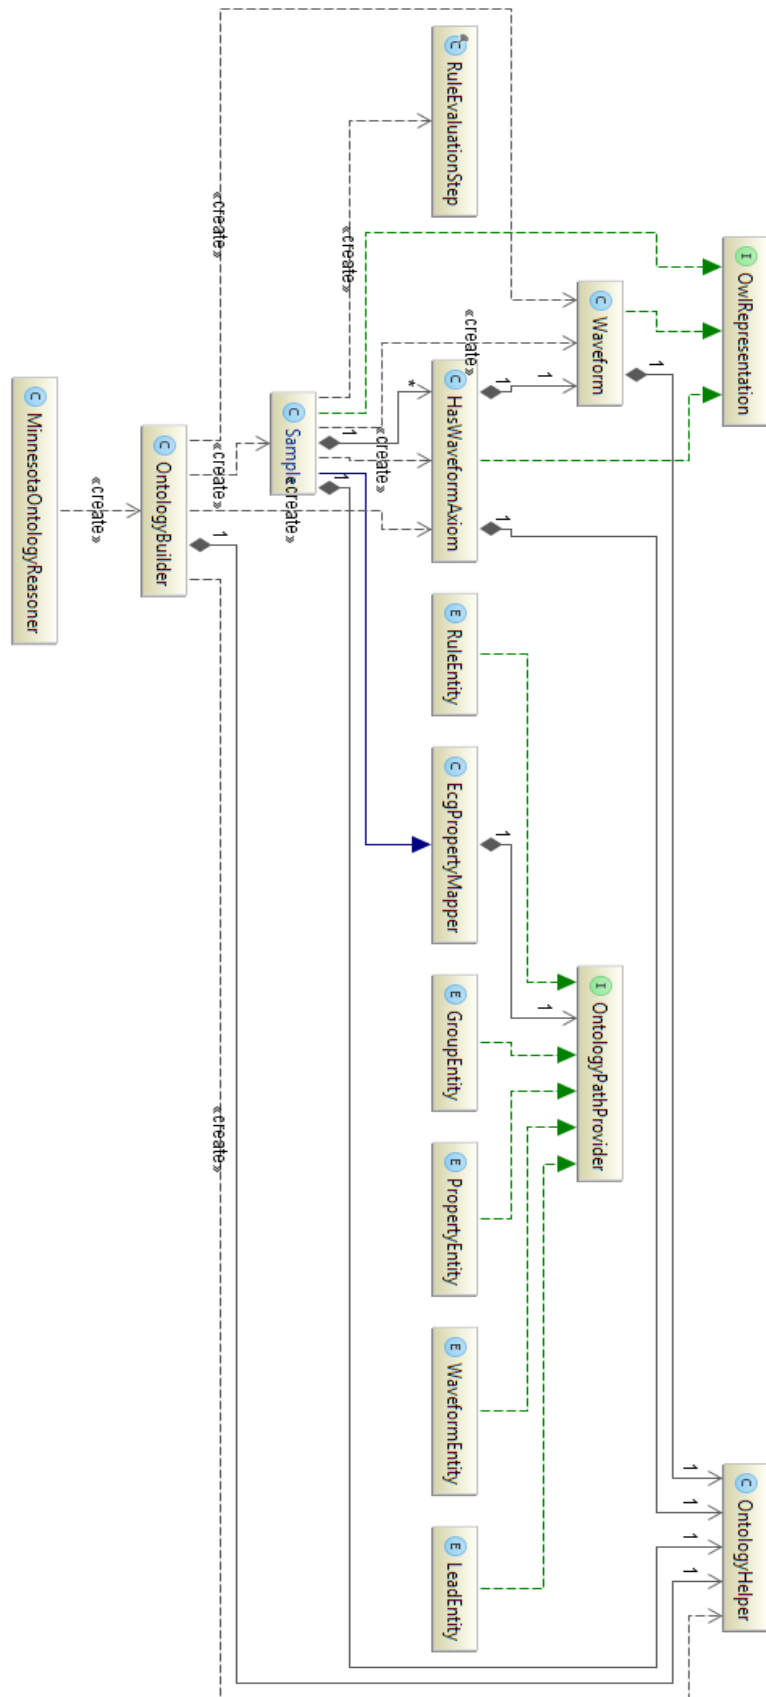 I OwlRepresentation
C OntologyHelper
1
1
1
1
1
C Waveform
I OntologyPathProvider
1
1
1
1
1
«create»
C RuleEvaluationStep
C HasWaveformAxiom
E RuleEntity
C EcgPropertyMapper
E GroupEntity
E PropertyEntity
E WaveformEntity
E LeadEntity
*
«create»
«create»
1
1
C Sample
«create»
«create»
«create»
1
«create»
C OntologyBuilder
«create»
C MinnesotaOntologyReasoner